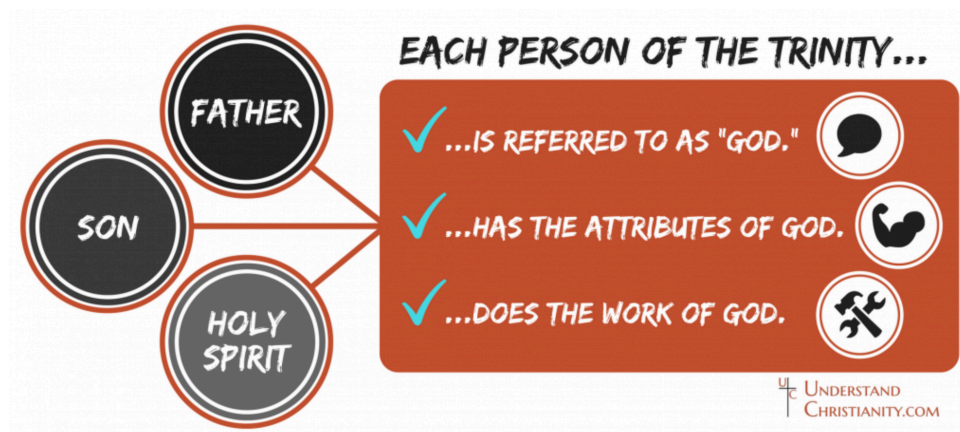 EACH PERSON OF THE TRINITY...
FATHER
SON
HOLY
SPIRIT
...IS REFERRED TO AS "GOD."
...HAS THE ATTRIBUTES OF GOD.
...DOES THE WORK OF GOD.
U
C
UNDERSTAND
CHRISTIANITY.COM